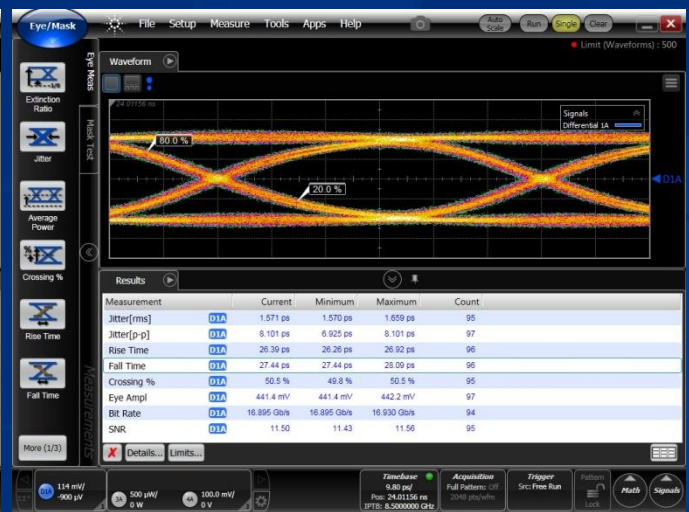 Eye/Mask
File Setup Measure Tools Apps Help
Auto Scale
Run
Single
Clear
Limit (Waveforms) : 500
Waveform
Eye Meas
Mask Test
Extinction Ratio
Jitter
Average Power
Crossing %
Rise Time
Fall Time
More (1/3)
Measurements
24.01156 ns
Signals
Differential 1A
80.0 %
20.0 %
D1A
Results
Measurement Current Minimum Maximum Count
Jitter[rms] D1A 1.571 ps 1.570 ps 1.659 ps 95
Jitter[p-p] D1A 8.101 ps 6.925 ps 8.101 ps 97
Rise Time D1A 26.39 ps 26.26 ps 26.92 ps 96
Fall Time D1A 27.44 ps 27.44 ps 28.09 ps 96
Crossing % D1A 50.5 % 49.8 % 50.5 % 95
Eye Ampl D1A 441.4 mV 441.4 mV 442.2 mV 97
Bit Rate D1A 16.895 Gb/s 16.895 Gb/s 16.930 Gb/s 94
SNR D1A 11.50 11.43 11.56 95
Details... Limits...
D1A 114 mV/
-900 µV
3A 500 µW/
0 W
4A 100.0 mV/
0 V
Timebase
9.80 ps/
Pos: 24.01156 ns
IPTB: 8.5000000 GHz
Acquisition
Full Pattern: Off
2048 pts/wfm
Trigger
Src: Free Run
Pattern
Lock
Math
Signals